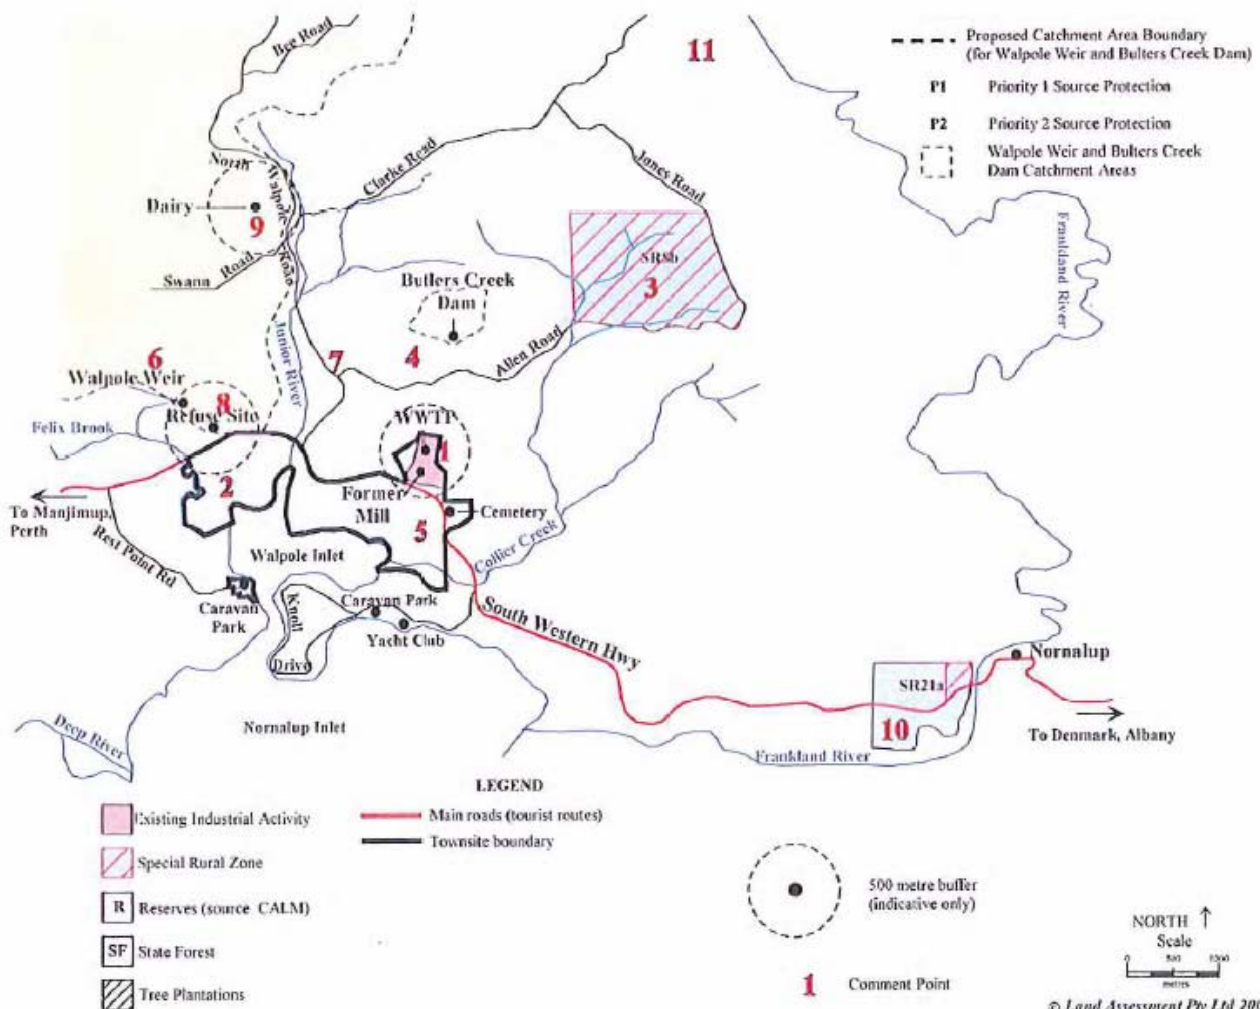 Bee Road
11
Proposed Catchment Area Boundary
(for Walpole Weir and Bulters Creek Dam)
P1 Priority 1 Source Protection
P2 Priority 2 Source Protection
Walpole Weir and Bulters Creek
Dam Catchment Areas
North Walpole Road
Clarke Road
Jones Road
Dairy
9
Swann Road
SR8b
3
Frankland River
Butlers Creek
Dam
Junior River
6
7
4
Allen Road
Walpole Weir
8
Refuse Site
Felix Brook
WWTP
1
2
Former
Mill
5
Cemetery
To Manjimup,
Perth
Rest Point Rd
Walpole Inlet
Collier Creek
Caravan
Park
Knoll
Drive
Caravan Park
Yacht Club
South Western Hwy
Nornalup
SR21a
10
To Denmark, Albany
Deep River
Nornalup Inlet
Frankland River
LEGEND
Existing Industrial Activity
Special Rural Zone
R Reserves (source CALM)
SF State Forest
Tree Plantations
Main roads (tourist routes)
Townsite boundary
500 metre buffer
(indicative only)
1 Comment Point
NORTH
Scale
0 500 1000
metres
© Land Assessment Pty Ltd